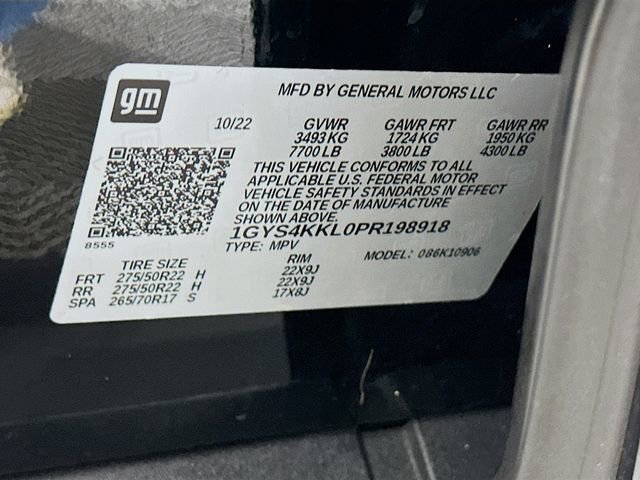 gm
MFD BY GENERAL MOTORS LLC
10/22 GVWR GAWR FRT GAWR RR
3493 KG 1724 KG 1950 KG
7700 LB 3800 LB 4300 LB
THIS VEHICLE CONFORMS TO ALL
APPLICABLE U.S. FEDERAL MOTOR
VEHICLE SAFETY STANDARDS IN EFFECT
ON THE DATE OF MANUFACTURE
SHOWN ABOVE.
8555 1GYS4KKL0PR198918
TYPE: MPV MODEL: 086K10906
TIRE SIZE RIM
FRT 275/50R22 H 22X9J
RR 275/50R22 H 22X9J
SPA 265/70R17 S 17X8J